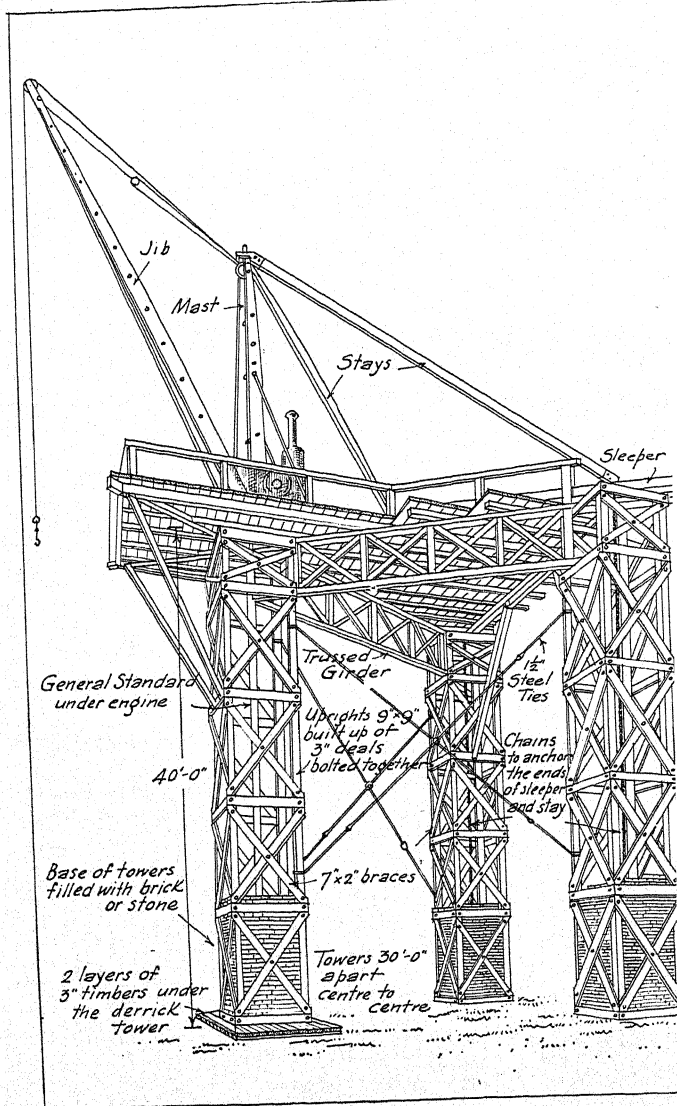 Jib
Mast
Stays
Sleeper
Trussed
Girder
1½"
Steel
Ties
General Standard
under engine
Uprights 9"x9"
built up of
3" deals
bolted together
Chains
to anchor
the ends
of sleeper
and stay
40'-0"
7"x2" braces
Base of towers
filled with brick
or stone
Towers 30'-0"
apart
centre to
centre
2 layers of
3" timbers under
the derrick
tower